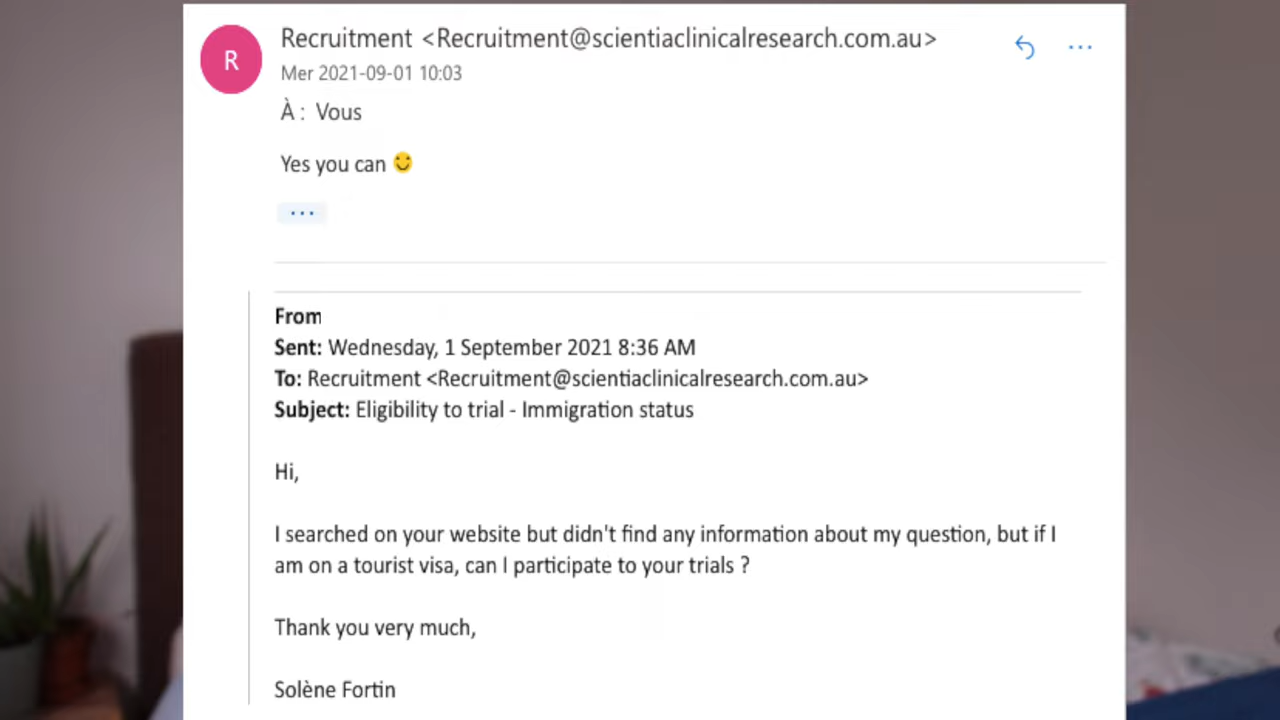 R
Recruitment <Recruitment@scientiaclinicalresearch.com.au>
Mer 2021-09-01 10:03
À : Vous
Yes you can 😊
...
From
Sent: Wednesday, 1 September 2021 8:36 AM
To: Recruitment <Recruitment@scientiaclinicalresearch.com.au>
Subject: Eligibility to trial - Immigration status
Hi,
I searched on your website but didn't find any information about my question, but if I
am on a tourist visa, can I participate to your trials ?
Thank you very much,
Solène Fortin